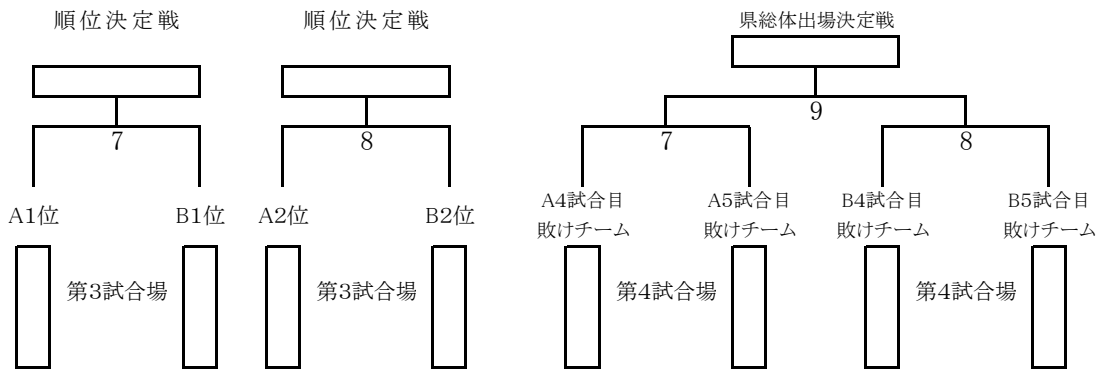 順位決定戦
順位決定戦
県総体出場決定戦
9
7
8
7
8
A1位
B1位
A2位
B2位
A4試合目
敗けチーム
A5試合目
敗けチーム
B4試合目
敗けチーム
B5試合目
敗けチーム
第3試合場
第3試合場
第4試合場
第4試合場